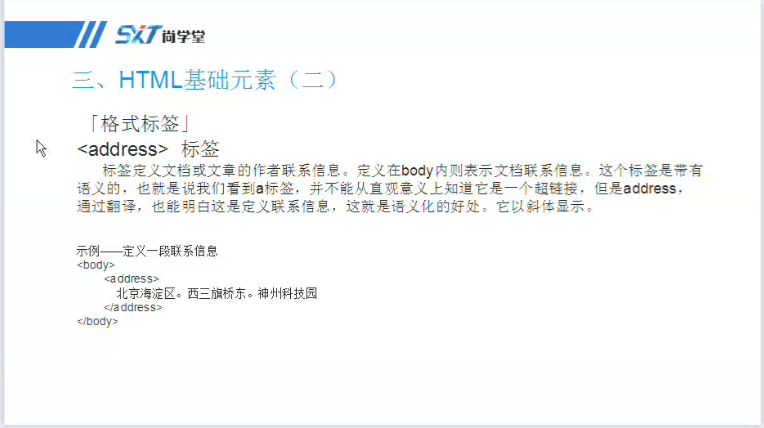 SXT尚学堂
三、HTML基础元素（二）
「格式标签」
<address> 标签
标签定义文档或文章的作者联系信息。定义在body内则表示文档联系信息。这个标签是带有
语义的，也就是说我们看到a标签，并不能从直观意义上知道它是一个超链接，但是address，
通过翻译，也能明白这是定义联系信息，这就是语义化的好处。它以斜体显示。
示例——定义一段联系信息
<body>
<address>
北京海淀区。西三旗桥东。神州科技园
</address>
</body>